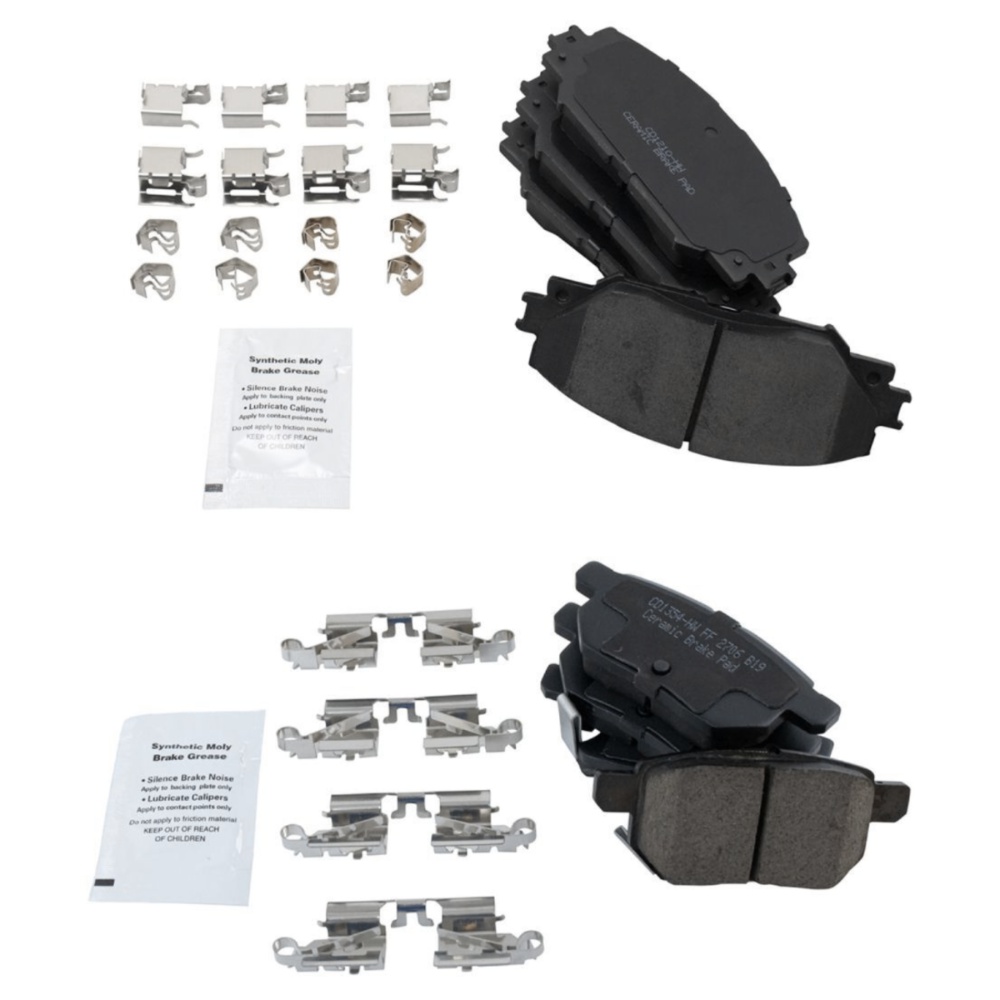 CD1210-HW
CERAMIC BRAKE PAD
Synthetic Moly
Brake Grease
• Silence Brake Noise
Apply to backing plate only
• Lubricate Calipers
Apply to contact points only
Do not apply to friction material
KEEP OUT OF REACH
OF CHILDREN
CD1354-HW FF 2706 B19
Ceramic Brake Pad
Synthetic Moly
Brake Grease
• Silence Brake Noise
Apply to backing plate only
• Lubricate Calipers
Apply to contact points only
Do not apply to friction material
KEEP OUT OF REACH
OF CHILDREN